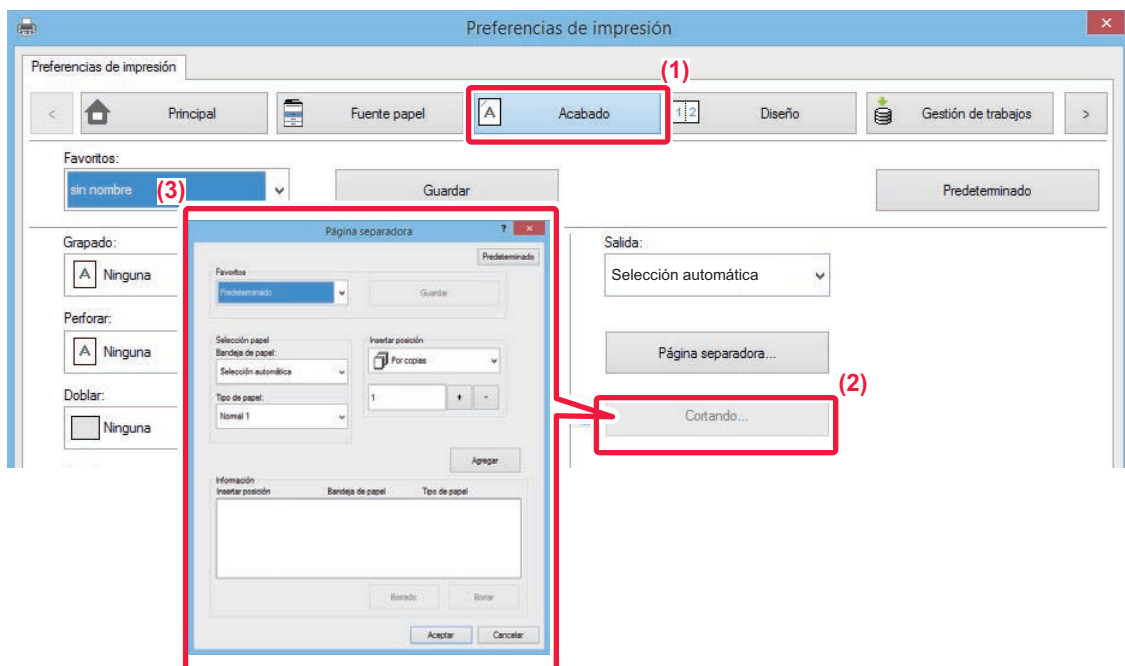 Preferencias de impresión
Preferencias de impresión
(1)
Principal
Fuente papel
Acabado
1 2
Diseño
Gestión de trabajos
Favoritos:
sin nombre
(3)
Guardar
Predeterminado
Grapado:
Ninguna
Perforar:
Ninguna
Doblar:
Ninguna
Página separadora
Predeterminado
Favoritos
Predeterminado
Guardar
Selección papel
Bandeja de papel:
Selección automática
Tipo de papel:
Normal 1
Insertar posición
Por copias
1
+ -
Agregar
Información
Insertar posición Bandeja de papel Tipo de papel
Borrado Borrar
Aceptar Cancelar
Salida:
Selección automática
Página separadora...
(2)
Cortando...